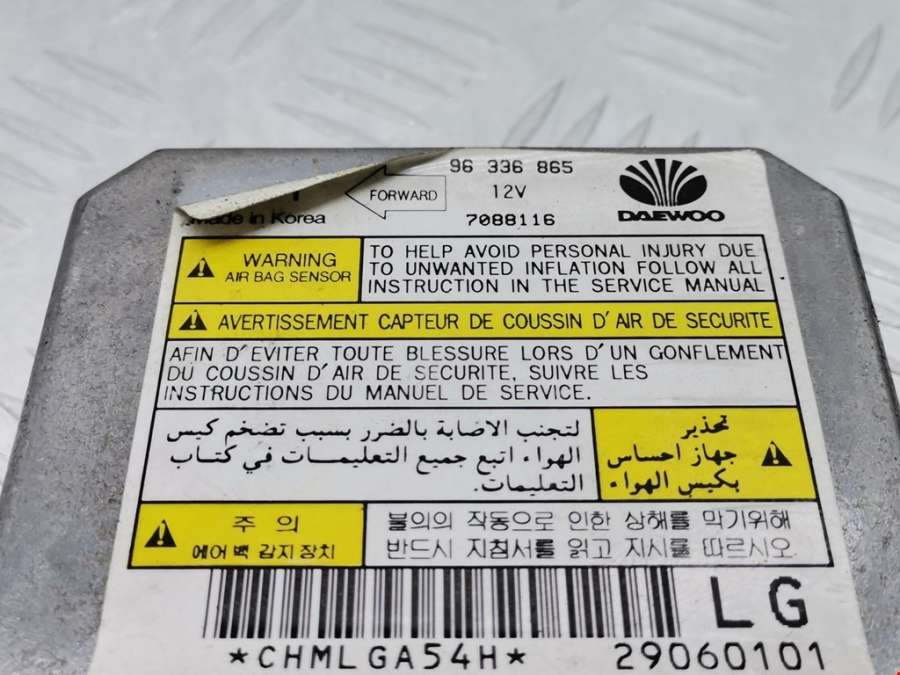 96 336 865
FORWARD
12V
Made in Korea
7088116
DAEWOO
WARNING
AIR BAG SENSOR
TO HELP AVOID PERSONAL INJURY DUE
TO UNWANTED INFLATION FOLLOW ALL
INSTRUCTION IN THE SERVICE MANUAL
AVERTISSEMENT CAPTEUR DE COUSSIN D'AIR DE SECURITE
AFIN D'EVITER TOUTE BLESSURE LORS D'UN GONFLEMENT
DU COUSSIN D'AIR DE SECURITE, SUIVRE LES
INSTRUCTIONS DU MANUEL DE SERVICE.
تحذير
جهاز احساس
بكيس الهواء
لتجنب الاضابة بالضرر بسبب تضخم كيس
الهواء اتبع جميع التعليمات في كتاب
التعليمات.
주 의
에어 백 감지 장치
불의의 작동으로 인한 상해를 막기위해
반드시 지침서를 읽고 지시를 따르시오.
LG
*CHMLGA54H*
29060101